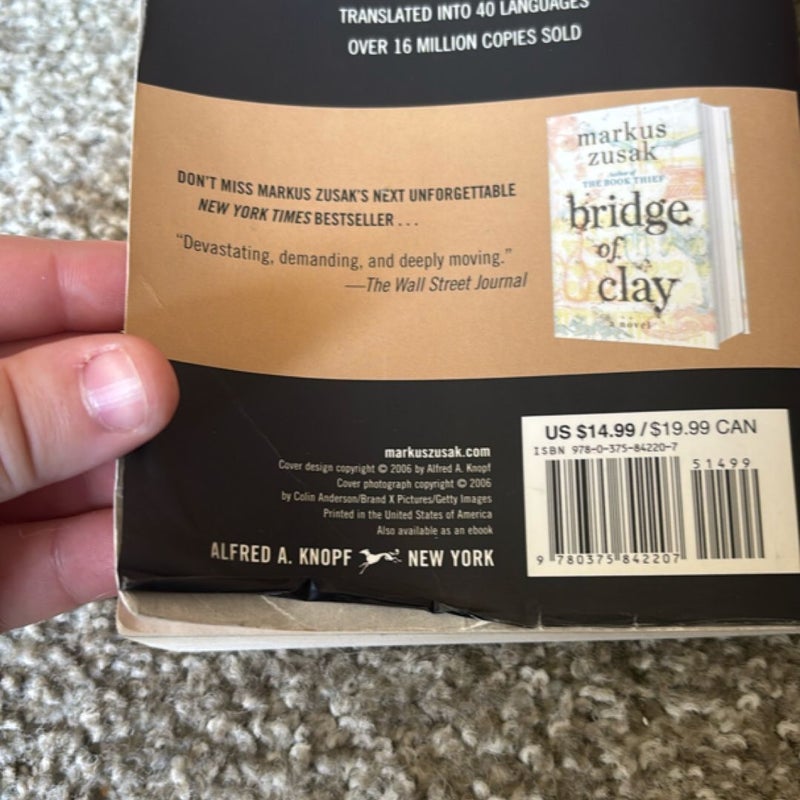 TRANSLATED INTO 40 LANGUAGES
OVER 16 MILLION COPIES SOLD
DON'T MISS MARKUS ZUSAK'S NEXT UNFORGETTABLE
NEW YORK TIMES BESTSELLER . . .
"Devastating, demanding, and deeply moving."
—The Wall Street Journal
markus
zusak
Author of
THE BOOK THIEF
bridge
of
clay
a novel
markuszusak.com
Cover design copyright © 2006 by Alfred A. Knopf
Cover photograph copyright © 2006
by Colin Anderson/Brand X Pictures/Getty Images
Printed in the United States of America
Also available as an ebook
ALFRED A. KNOPF NEW YORK
US $14.99 / $19.99 CAN
ISBN 978-0-375-84220-7
51499
9 780375 842207